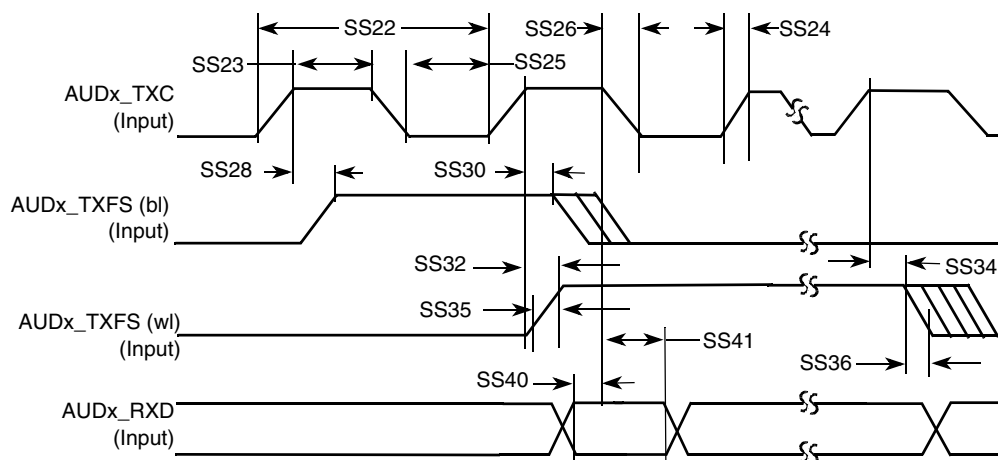 SS22
SS26
SS24
SS23
SS25
AUDx_TXC
(Input)
SS28
SS30
AUDx_TXFS (bl)
(Input)
SS32
SS34
SS35
AUDx_TXFS (wl)
(Input)
SS41
SS36
SS40
AUDx_RXD
(Input)